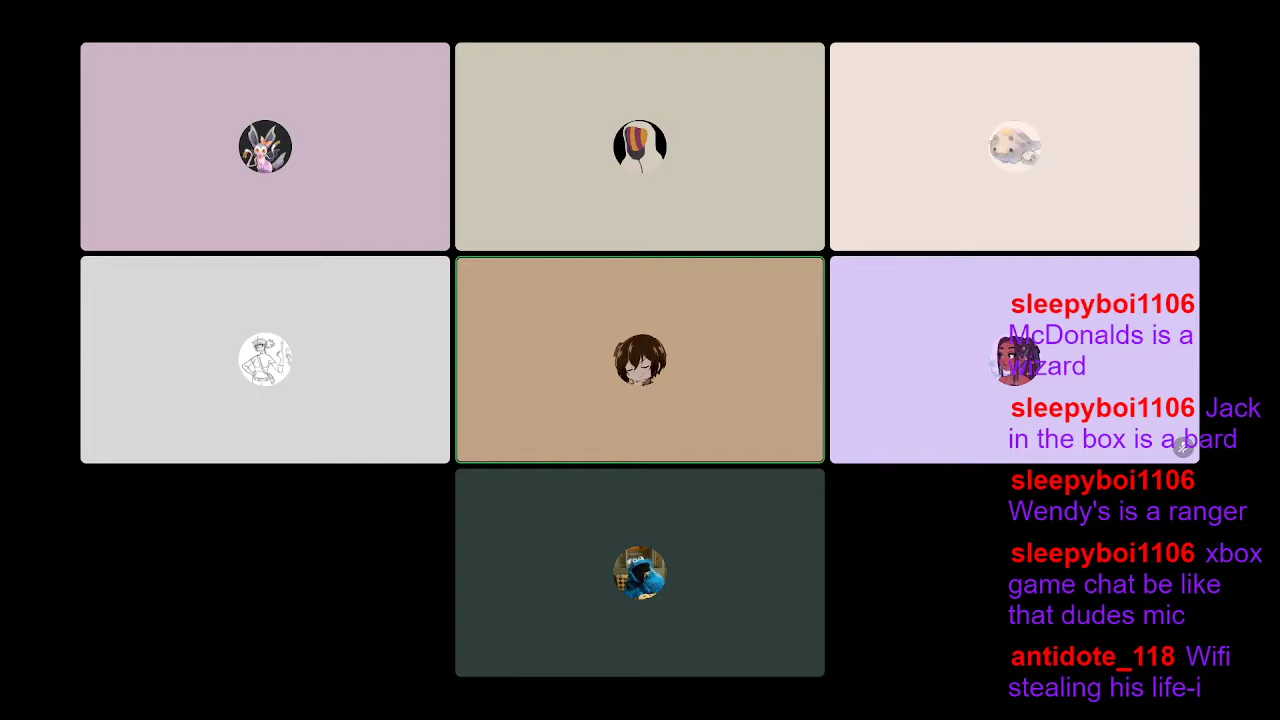 sleepyboi1106
McDonalds is a
wizard
sleepyboi1106 Jack
in the box is a bard
sleepyboi1106
Wendy's is a ranger
sleepyboi1106 xbox
game chat be like
that dudes mic
antidote_118 Wifi
stealing his life-i